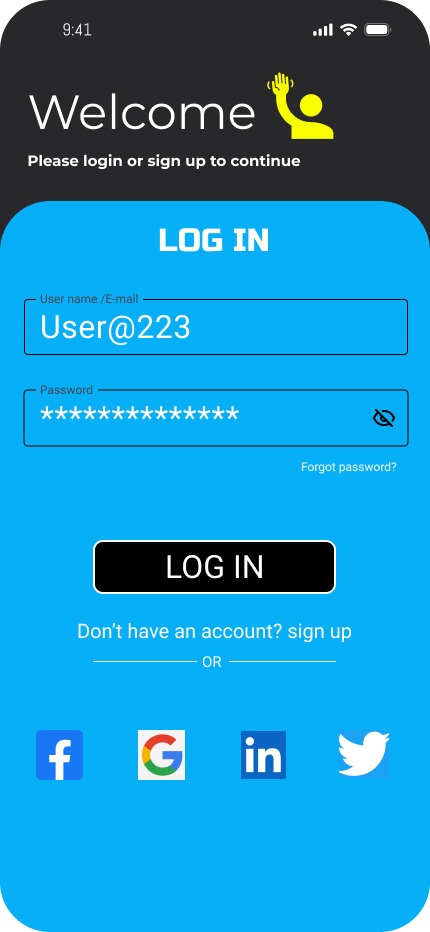 9:41
Welcome
Please login or sign up to continue
LOG IN
User name /E-mail
User@223
Password
**************
Forgot password?
LOG IN
Don’t have an account? sign up
OR
f
G
in